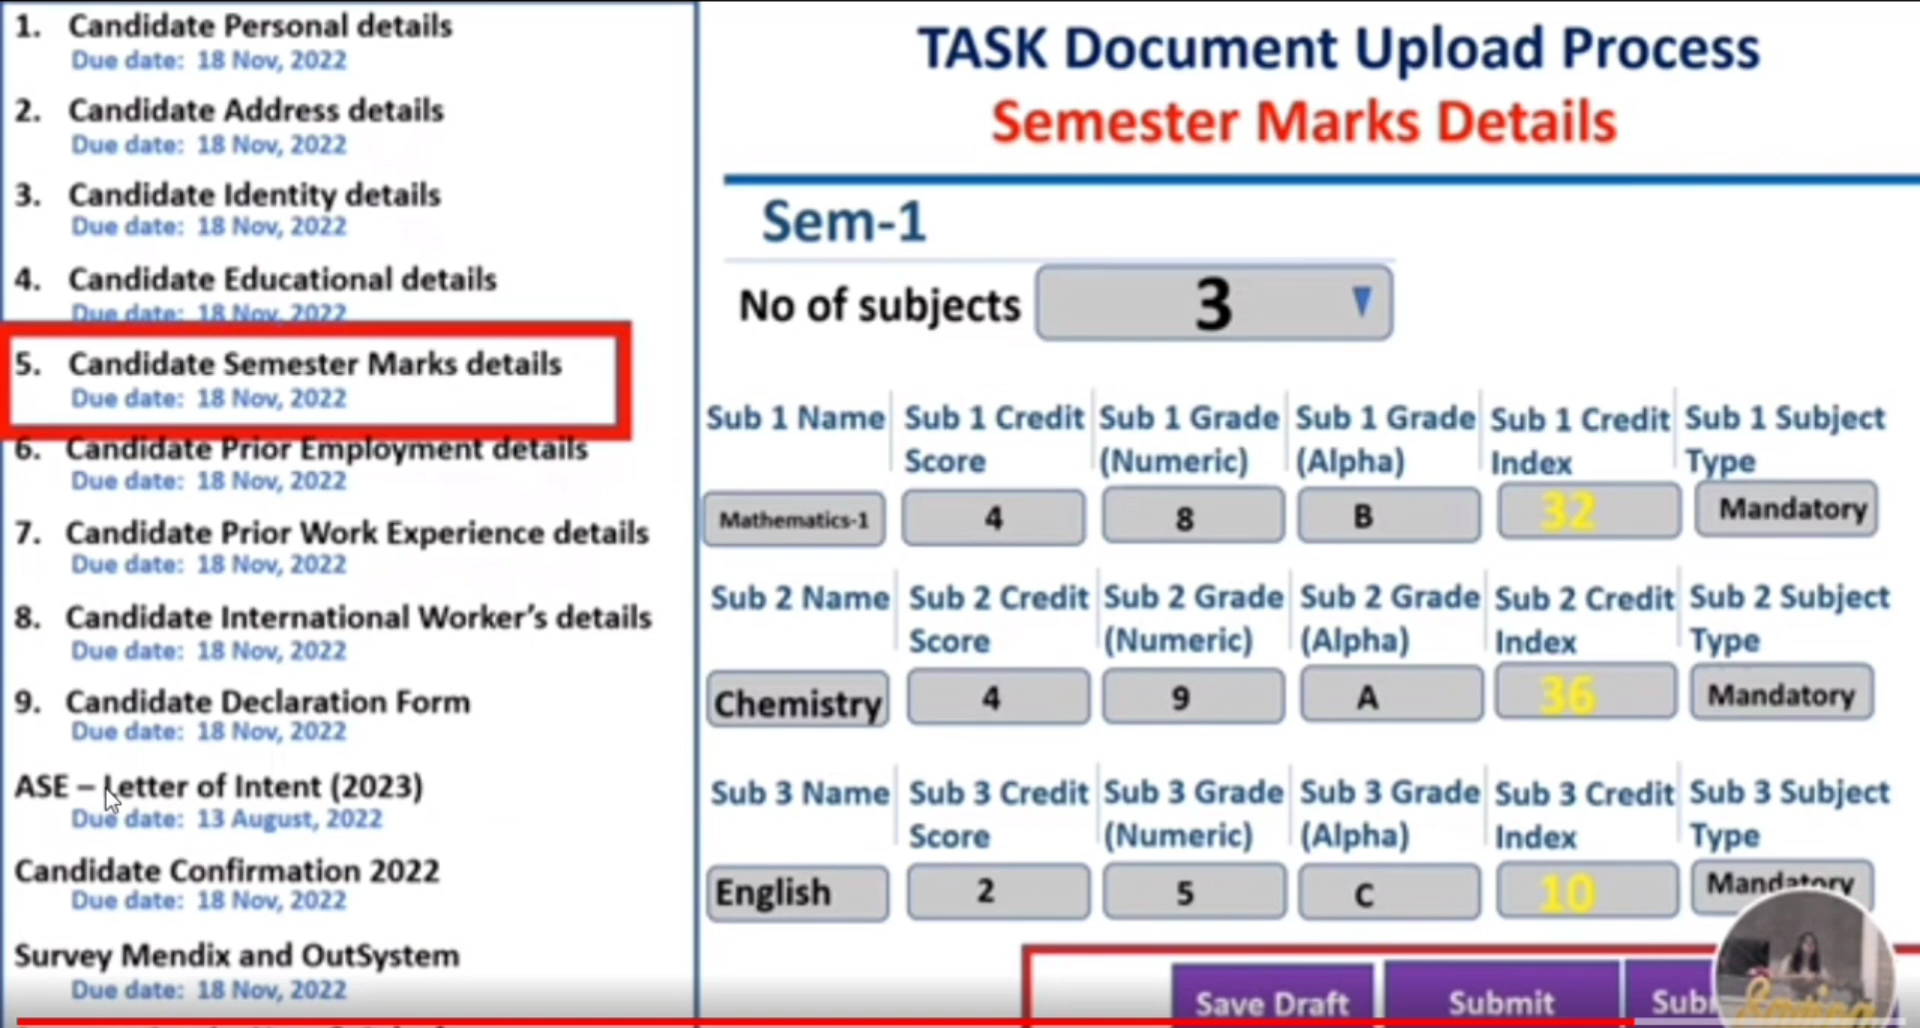 1. Candidate Personal details
Due date: 18 Nov, 2022
2. Candidate Address details
Due date: 18 Nov, 2022
3. Candidate Identity details
Due date: 18 Nov, 2022
4. Candidate Educational details
Due date: 18 Nov, 2022
5. Candidate Semester Marks details
Due date: 18 Nov, 2022
6. Candidate Prior Employment details
Due date: 18 Nov, 2022
7. Candidate Prior Work Experience details
Due date: 18 Nov, 2022
8. Candidate International Worker's details
Due date: 18 Nov, 2022
9. Candidate Declaration Form
Due date: 18 Nov, 2022
ASE – Letter of Intent (2023)
Due date: 13 August, 2022
Candidate Confirmation 2022
Due date: 18 Nov, 2022
Survey Mendix and OutSystem
Due date: 18 Nov, 2022
TASK Document Upload Process
Semester Marks Details
Sem-1
No of subjects 3
Sub 1 Name Sub 1 Credit Sub 1 Grade Sub 1 Grade Sub 1 Credit Sub 1 Subject
Score (Numeric) (Alpha) Index Type
Mathematics-1 4 8 B 32 Mandatory
Sub 2 Name Sub 2 Credit Sub 2 Grade Sub 2 Grade Sub 2 Credit Sub 2 Subject
Score (Numeric) (Alpha) Index Type
Chemistry 4 9 A 36 Mandatory
Sub 3 Name Sub 3 Credit Sub 3 Grade Sub 3 Grade Sub 3 Credit Sub 3 Subject
Score (Numeric) (Alpha) Index Type
English 2 5 C 10 Mandatory
Save Draft Submit